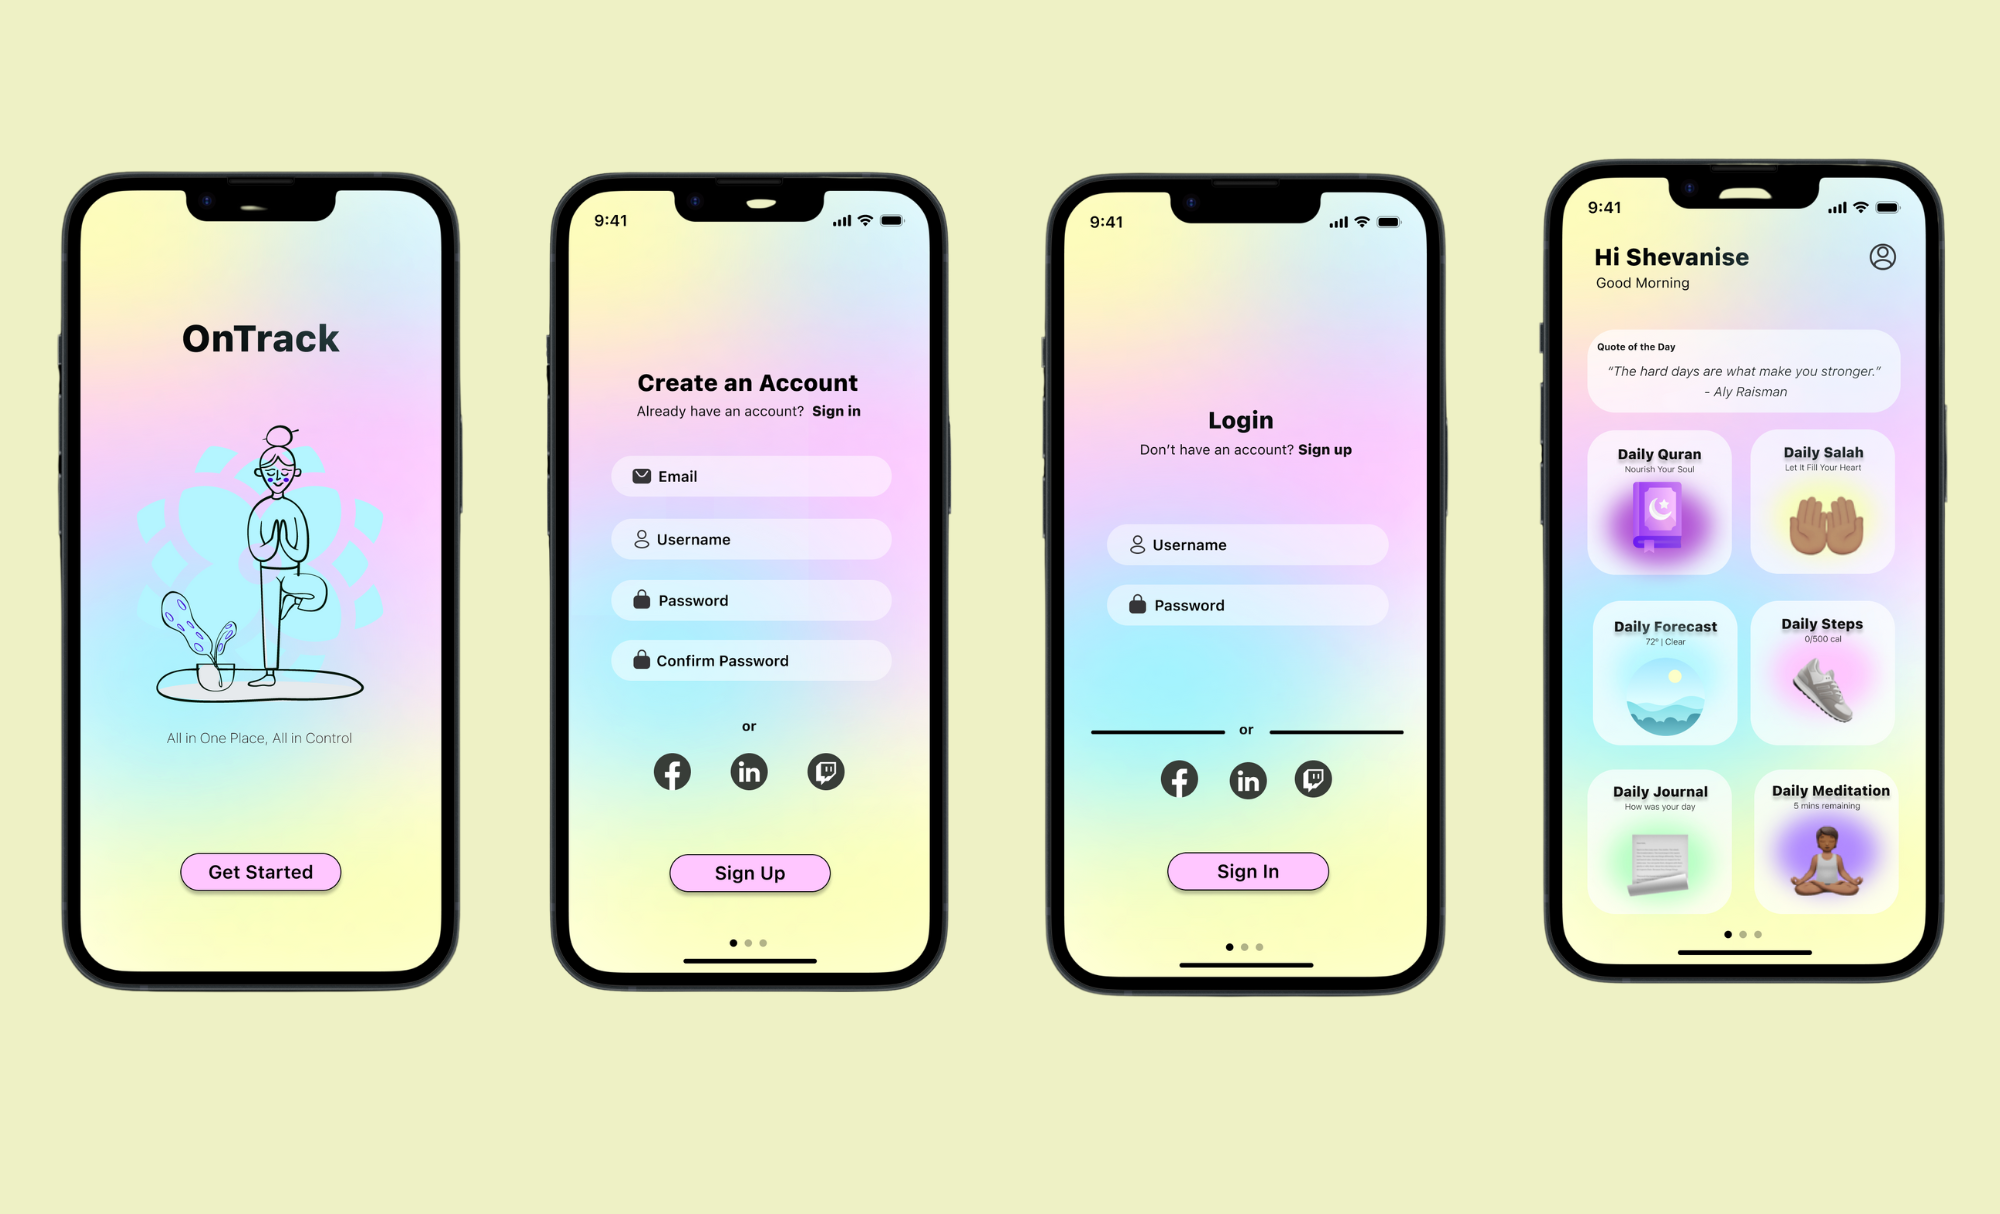 OnTrack
All in One Place, All in Control
Get Started
9:41
Create an Account
Already have an account? Sign in
Email
Username
Password
Confirm Password
or
in
Sign Up
9:41
Login
Don't have an account? Sign up
Username
Password
or
in
Sign In
9:41
Hi Shevanise
Good Morning
Quote of the Day
"The hard days are what make you stronger."
- Aly Raisman
Daily Quran
Nourish Your Soul
Daily Salah
Let It Fill Your Heart
Daily Forecast
72° | Clear
Daily Steps
0/500 cal
Daily Journal
How was your day
Daily Meditation
5 mins remaining